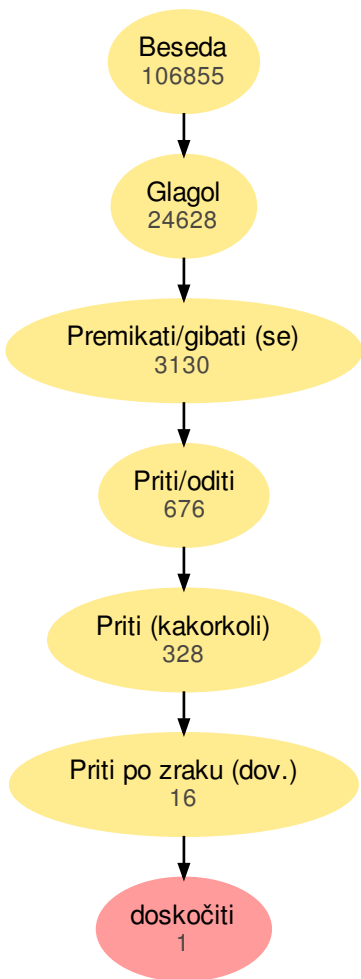 Beseda
106855
Glagol
24628
Premikati/gibati (se)
3130
Priti/oditi
676
Priti (kakorkoli)
328
Priti po zraku (dov.)
16
doskočiti
1